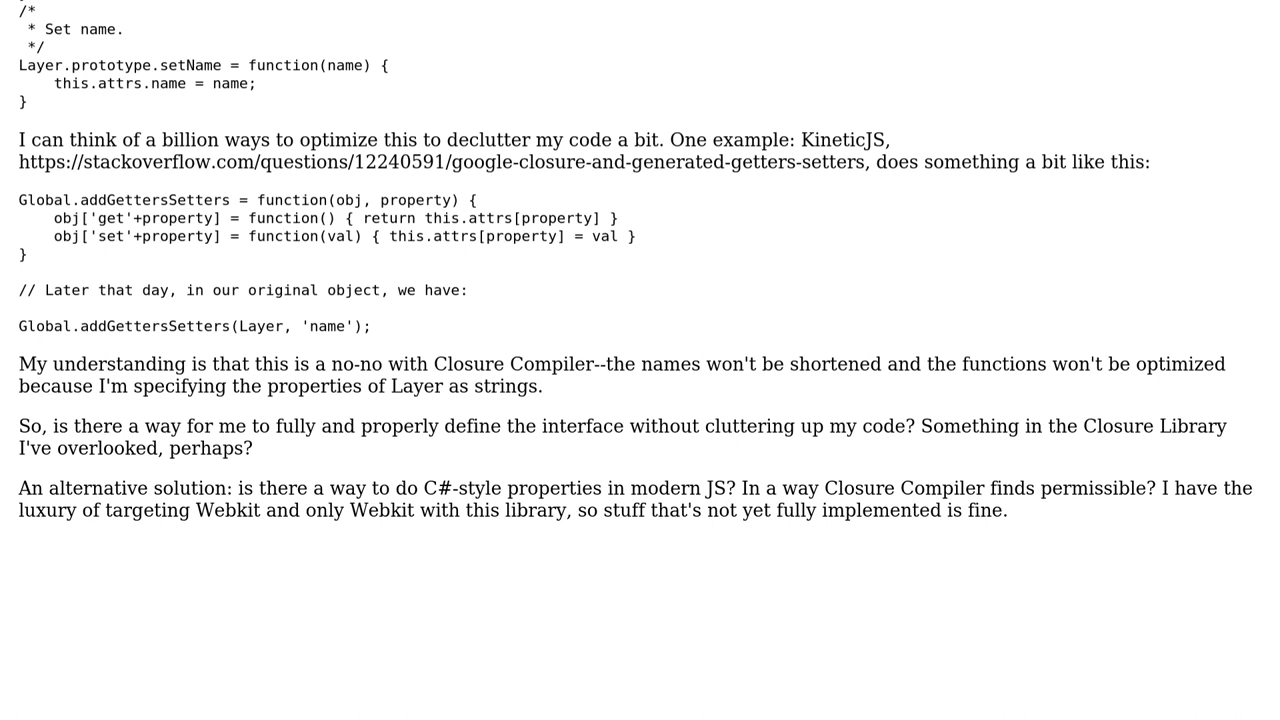 /*
 * Set name.
 */
Layer.prototype.setName = function(name) {
    this.attrs.name = name;
}
I can think of a billion ways to optimize this to declutter my code a bit. One example: KineticJS,
https://stackoverflow.com/questions/12240591/google-closure-and-generated-getters-setters, does something a bit like this:
Global.addGettersSetters = function(obj, property) {
    obj['get'+property] = function() { return this.attrs[property] }
    obj['set'+property] = function(val) { this.attrs[property] = val }
}
// Later that day, in our original object, we have:
Global.addGettersSetters(Layer, 'name');
My understanding is that this is a no-no with Closure Compiler--the names won't be shortened and the functions won't be optimized
because I'm specifying the properties of Layer as strings.
So, is there a way for me to fully and properly define the interface without cluttering up my code? Something in the Closure Library
I've overlooked, perhaps?
An alternative solution: is there a way to do C#-style properties in modern JS? In a way Closure Compiler finds permissible? I have the
luxury of targeting Webkit and only Webkit with this library, so stuff that's not yet fully implemented is fine.